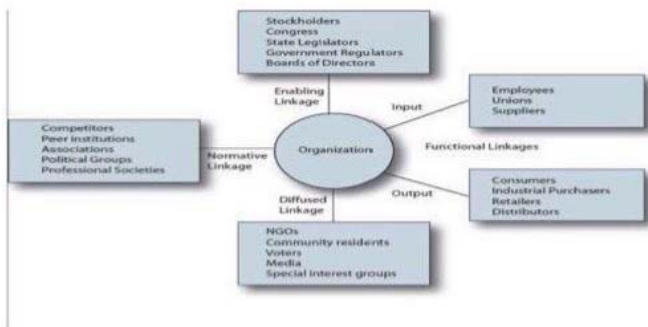 Stockholders
Congress
State Legislators
Government Regulators
Boards of Directors
Enabling
Linkage
Input
Employees
Unions
Suppliers
Competitors
Peer institutions
Associations
Political Groups
Professional Societies
Normative
Linkage
Organization
Functional Linkages
Diffused
Linkage
Output
Consumers
Industrial Purchasers
Retailers
Distributors
NGOs
Community residents
Voters
Media
Special interest groups